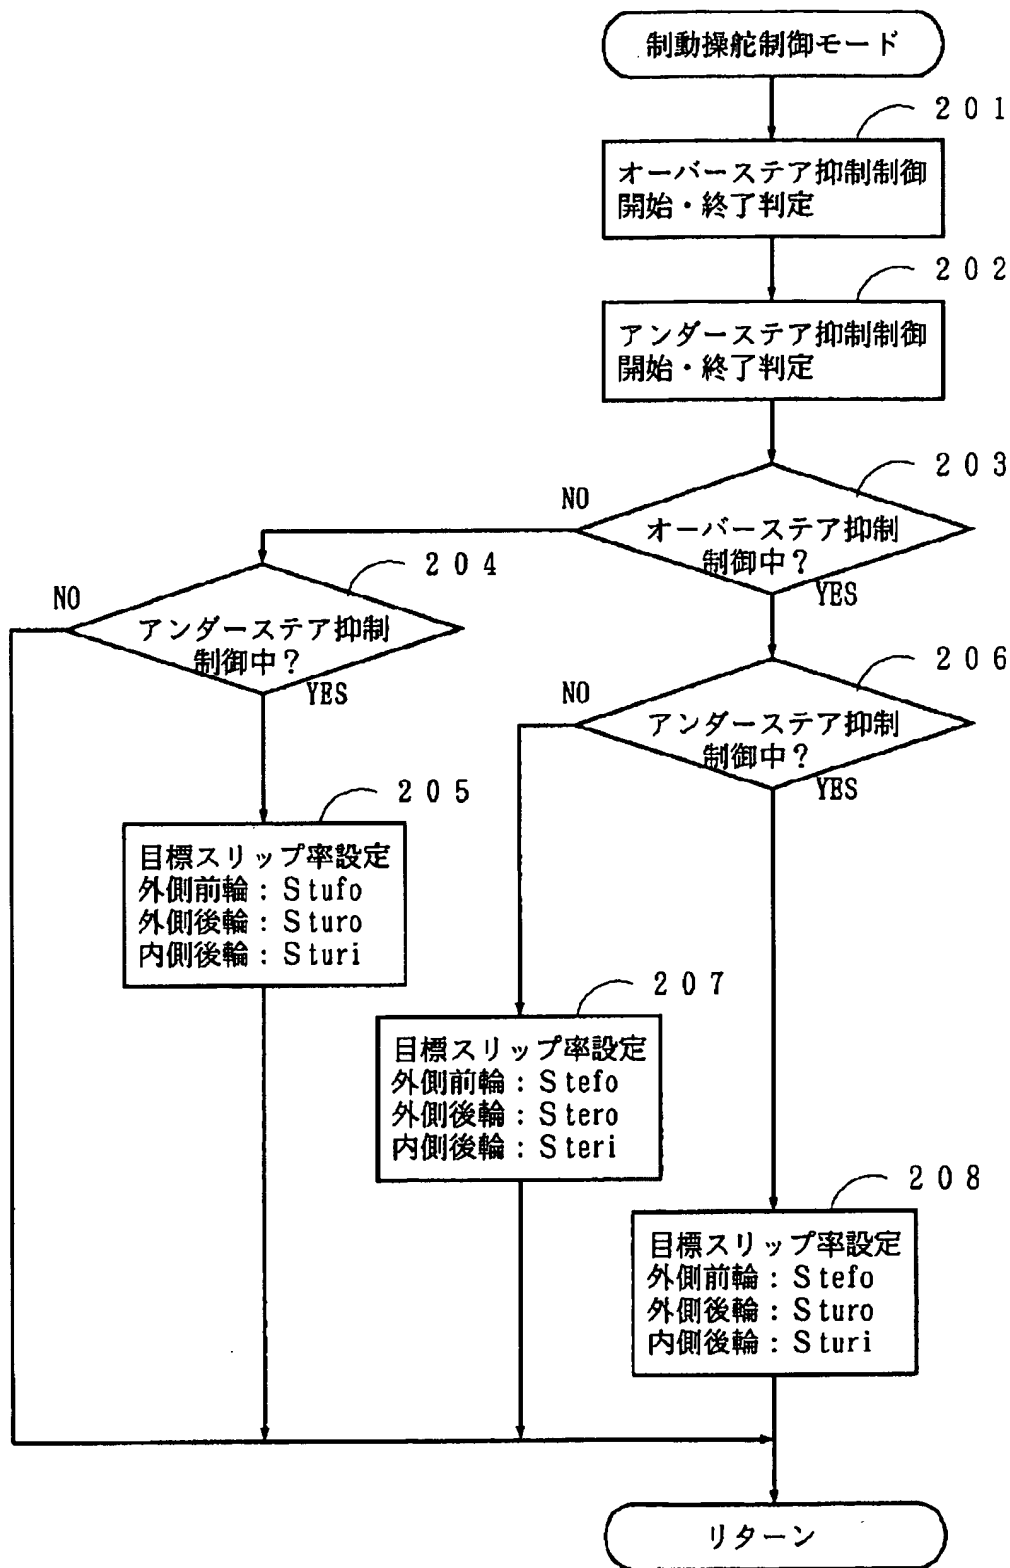 制動操舵制御モード
201
オーバーステア抑制制御
開始・終了判定
202
アンダーステア抑制制御
開始・終了判定
203
NO
オーバーステア抑制
制御中？
YES
204
NO
アンダーステア抑制
制御中？
YES
206
NO
アンダーステア抑制
制御中？
YES
205
目標スリップ率設定
外側前輪：Stufo
外側後輪：Sturo
内側後輪：Sturi
207
目標スリップ率設定
外側前輪：Stefo
外側後輪：Stero
内側後輪：Steri
208
目標スリップ率設定
外側前輪：Stefo
外側後輪：Sturo
内側後輪：Sturi
リターン